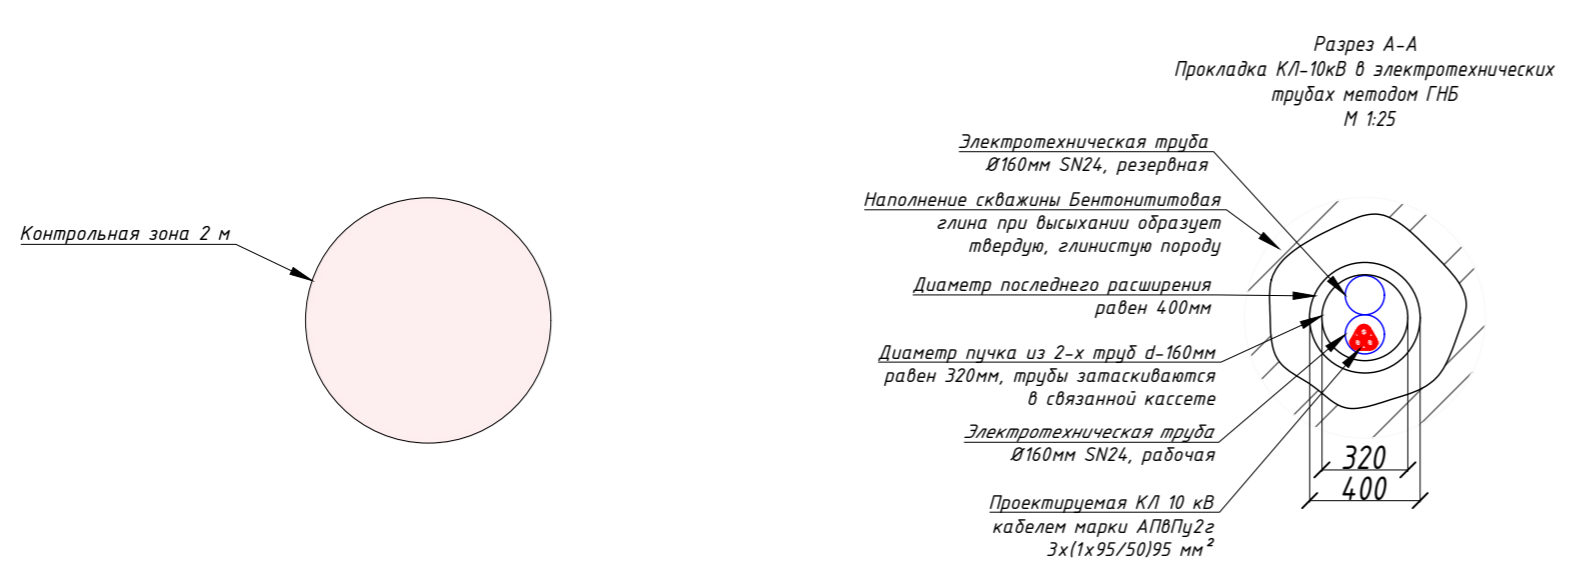 Контрольная зона 2 м
Разрез А-А
Прокладка КЛ-10кВ в электротехнических
трубах методом ГНБ
М 1:25
Электротехническая труба
Ø160мм SN24, резервная
Наполнение скважины Бентонититовая
глина при высыхании образует
твердую, глинистую породу
Диаметр последнего расширения
равен 400мм
Диаметр пучка из 2-х труб d-160мм
равен 320мм, трубы затаскиваются
в связанной кассете
Электротехническая труба
Ø160мм SN24, рабочая
Проектируемая КЛ 10 кВ
кабелем марки АПвПу2г
3х(1х95/50)95 мм²
320
400